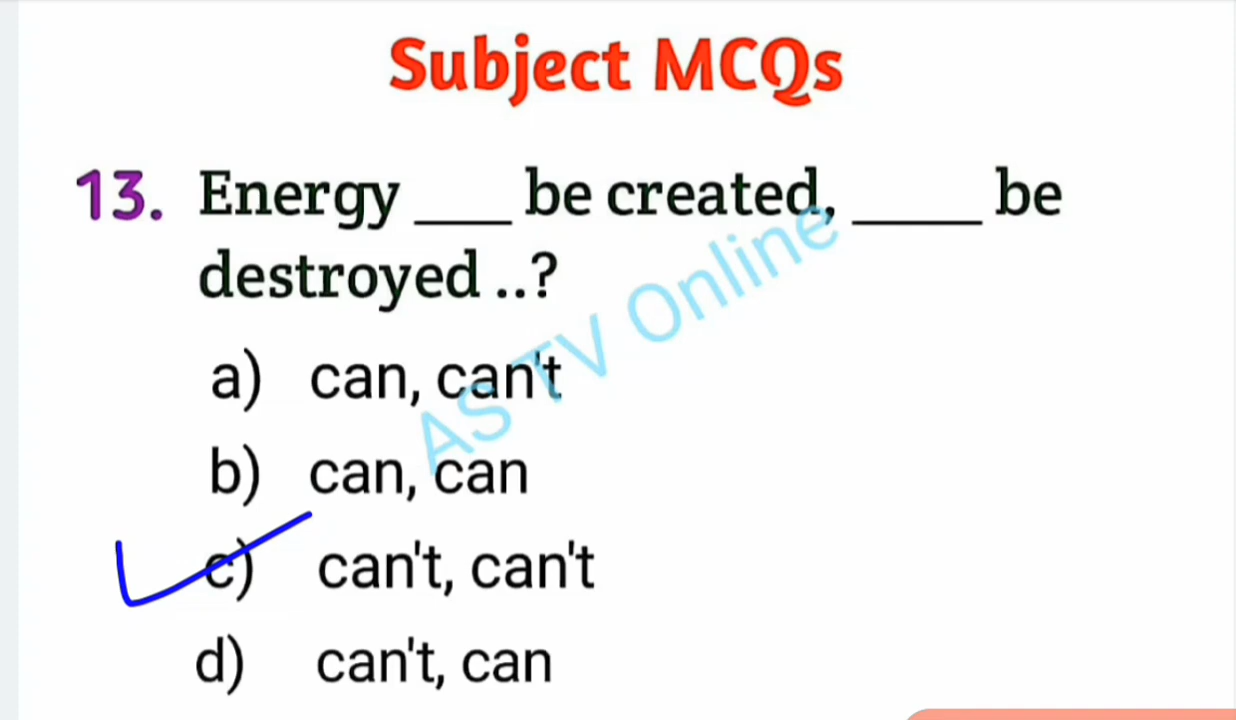 Subject MCQs
13. Energy ___ be created, ____ be
destroyed ..?
AS TV Online
a) can, can't
b) can, can
c) can't, can't
d) can't, can